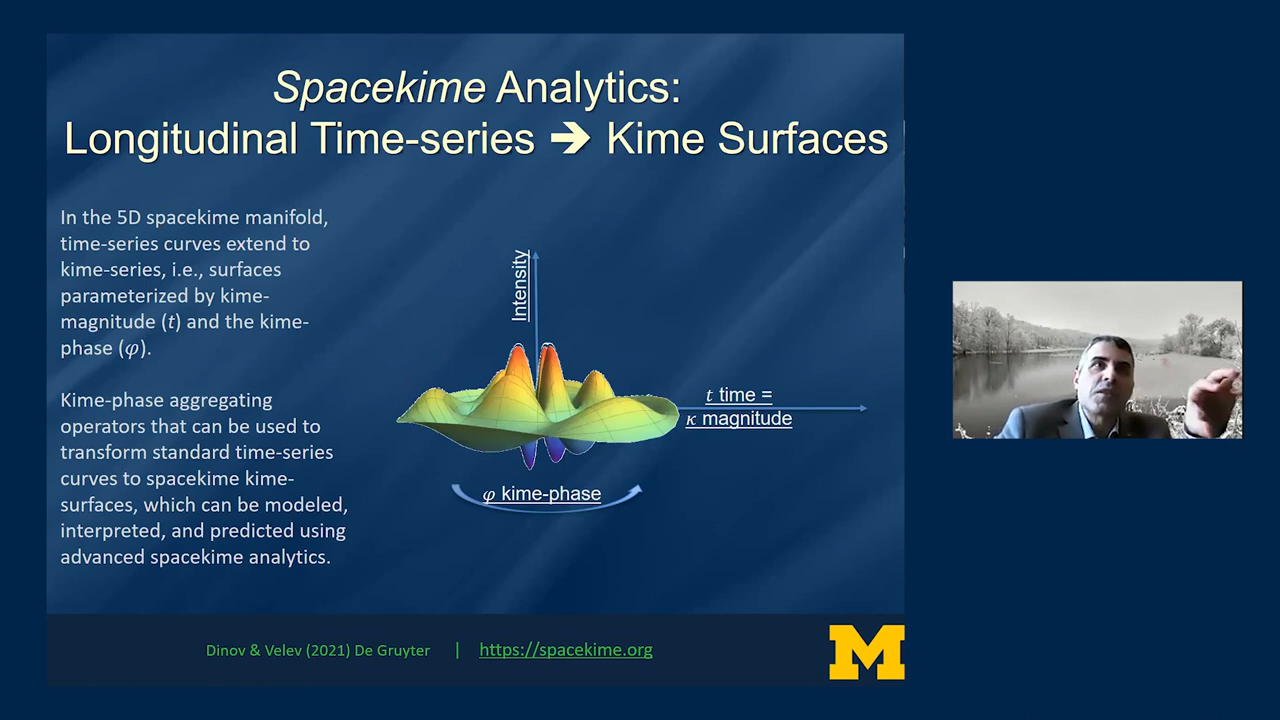 Spacekime Analytics:
Longitudinal Time-series ➔ Kime Surfaces
In the 5D spacekime manifold,
time-series curves extend to
kime-series, i.e., surfaces
parameterized by kime-
magnitude (t) and the kime-
phase (φ).
Kime-phase aggregating
operators that can be used to
transform standard time-series
curves to spacekime kime-
surfaces, which can be modeled,
interpreted, and predicted using
advanced spacekime analytics.
Intensity
t time =
κ magnitude
φ kime-phase
Dinov & Velev (2021) De Gruyter | https://spacekime.org
M